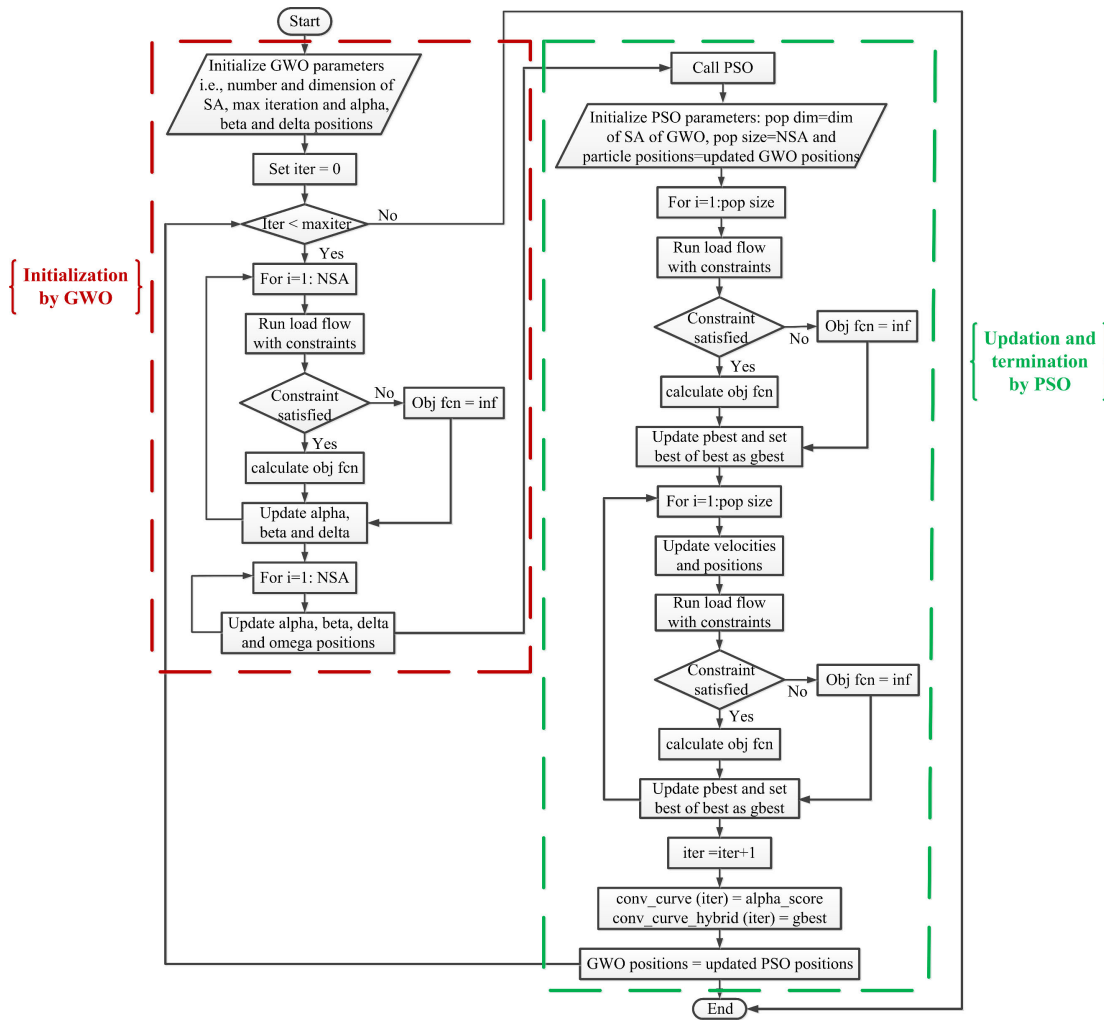 Start
Initialize GWO parameters
i.e., number and dimension of
SA, max iteration and alpha,
beta and delta positions
Set iter = 0
Iter < maxiter
No
Yes
For i=1: NSA
Run load flow
with constraints
Constraint
satisfied
No
Obj fcn = inf
Yes
calculate obj fcn
Update alpha,
beta and delta
For i=1: NSA
Update alpha, beta, delta
and omega positions
Initialization
by GWO
Call PSO
Initialize PSO parameters: pop dim=dim
of SA of GWO, pop size=NSA and
particle positions=updated GWO positions
For i=1:pop size
Run load flow
with constraints
Constraint
satisfied
No
Obj fcn = inf
Yes
calculate obj fcn
Update pbest and set
best of best as gbest
For i=1:pop size
Update velocities
and positions
Run load flow
with constraints
Constraint
satisfied
No
Obj fcn = inf
Yes
calculate obj fcn
Update pbest and set
best of best as gbest
iter =iter+1
conv_curve (iter) = alpha_score
conv_curve_hybrid (iter) = gbest
GWO positions = updated PSO positions
End
Updation and
termination
by PSO